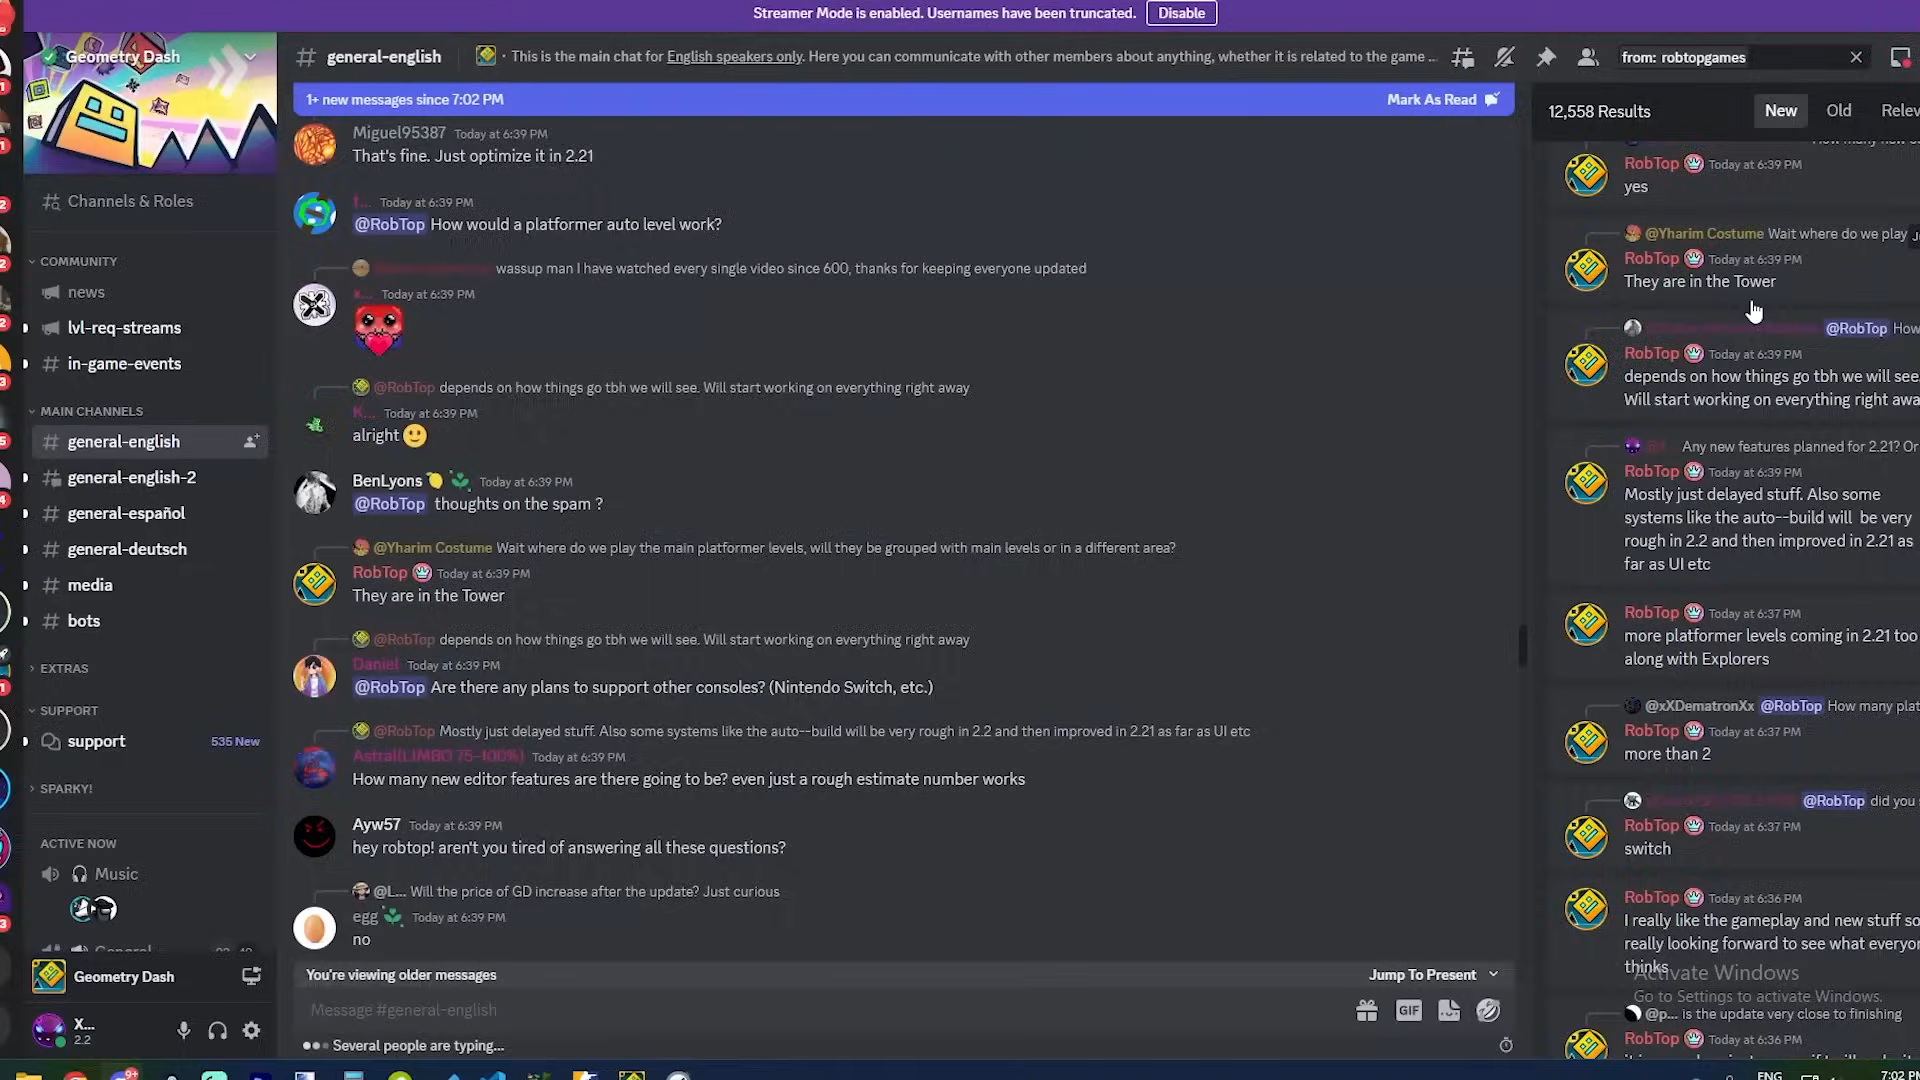 Streamer Mode is enabled. Usernames have been truncated. Disable
Geometry Dash
Channels & Roles
COMMUNITY
news
lvl-req-streams
in-game-events
MAIN CHANNELS
general-english
general-english-2
general-español
general-deutsch
media
bots
EXTRAS
SUPPORT
support 535 New
SPARKY!
ACTIVE NOW
Music
General
Geometry Dash
X...
2.2
general-english
· This is the main chat for English speakers only. Here you can communicate with other members about anything, whether it is related to the game ...
1+ new messages since 7:02 PM Mark As Read
Miguel95387 Today at 6:39 PM
That's fine. Just optimize it in 2.21
Today at 6:39 PM
@RobTop How would a platformer auto level work?
wassup man I have watched every single video since 600, thanks for keeping everyone updated
Today at 6:39 PM
@RobTop depends on how things go tbh we will see. Will start working on everything right away
K... Today at 6:39 PM
alright
BenLyons Today at 6:39 PM
@RobTop thoughts on the spam ?
@Yharim Costume Wait where do we play the main platformer levels, will they be grouped with main levels or in a different area?
RobTop Today at 6:39 PM
They are in the Tower
@RobTop depends on how things go tbh we will see. Will start working on everything right away
Daniel Today at 6:39 PM
@RobTop Are there any plans to support other consoles? (Nintendo Switch, etc.)
@RobTop Mostly just delayed stuff. Also some systems like the auto--build will be very rough in 2.2 and then improved in 2.21 as far as UI etc
Astral(LIMBO 75-100%) Today at 6:39 PM
How many new editor features are there going to be? even just a rough estimate number works
Ayw57 Today at 6:39 PM
hey robtop! aren't you tired of answering all these questions?
@L... Will the price of GD increase after the update? Just curious
egg Today at 6:39 PM
no
You're viewing older messages Jump To Present
Message #general-english
GIF
Several people are typing...
from: robtopgames
12,558 Results New Old Relev
RobTop Today at 6:39 PM
yes
@Yharim Costume Wait where do we play
RobTop Today at 6:39 PM
They are in the Tower
@RobTop How
RobTop Today at 6:39 PM
depends on how things go tbh we will see.
Will start working on everything right awa
Any new features planned for 2.21? Or
RobTop Today at 6:39 PM
Mostly just delayed stuff. Also some
systems like the auto--build will be very
rough in 2.2 and then improved in 2.21 as
far as UI etc
RobTop Today at 6:37 PM
more platformer levels coming in 2.21 too
along with Explorers
@xXDematronXx @RobTop How many plat
RobTop Today at 6:37 PM
more than 2
@RobTop did you
RobTop Today at 6:37 PM
switch
RobTop Today at 6:36 PM
I really like the gameplay and new stuff so
really looking forward to see what everyon
thinks
Activate Windows
Go to Settings to activate Windows.
@p... is the update very close to finishing
RobTop Today at 6:36 PM
ENG 7:02 PM